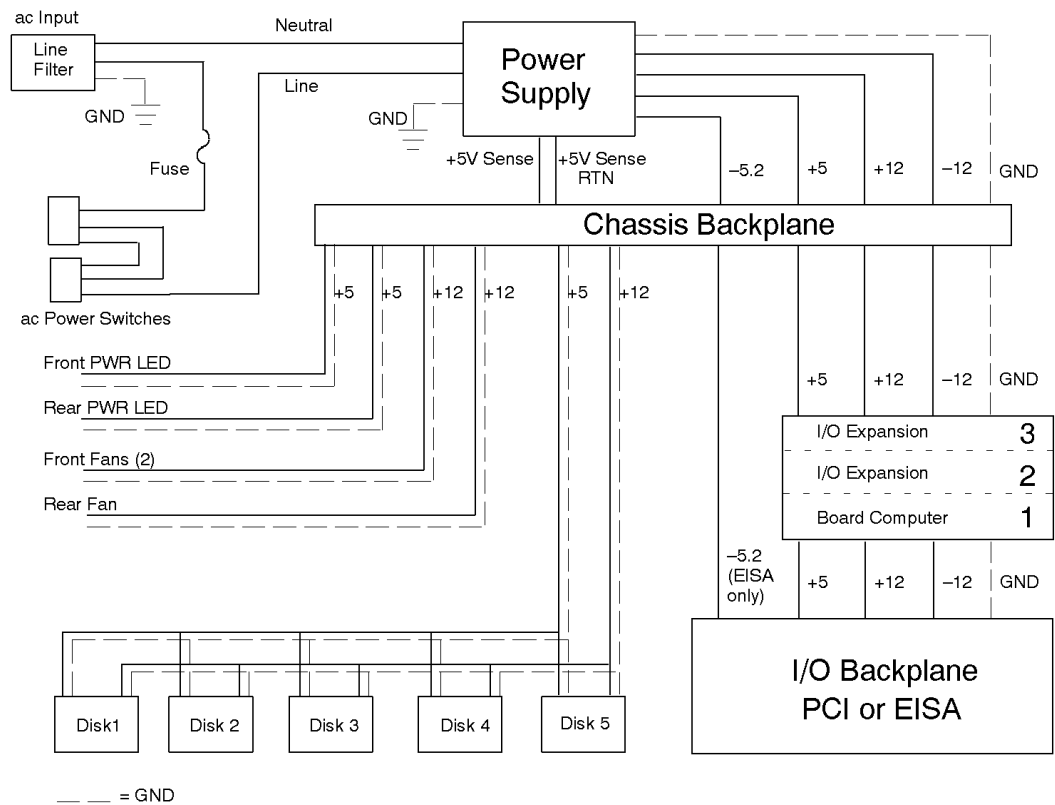 ac Input
Line
Filter
GND
Neutral
Line
Power
Supply
GND
Fuse
+5V Sense
+5V Sense
RTN
–5.2
+5
+12
–12
GND
Chassis Backplane
ac Power Switches
+5
+5
+12
+12
+5
+12
Front PWR LED
Rear PWR LED
Front Fans (2)
Rear Fan
+5
+12
–12
GND
I/O Expansion
3
I/O Expansion
2
Board Computer
1
–5.2
(EISA
only)
+5
+12
–12
GND
I/O Backplane
PCI or EISA
Disk1
Disk 2
Disk 3
Disk 4
Disk 5
= GND